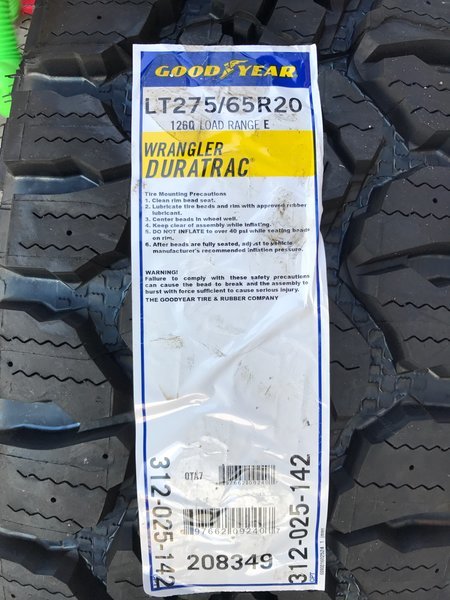 GOODYEAR
LT275/65R20
126Q LOAD RANGE E
WRANGLER
DURATRAC®
Tire Mounting Precautions
1. Clean rim bead seat.
2. Lubricate tire beads and rim with approved rubber
lubricant.
3. Center beads in wheel well.
4. Keep clear of assembly while inflating.
5. DO NOT INFLATE to over 40 psi while seating beads
on rim.
6. After beads are fully seated, adjust to vehicle
manufacturer's recommended inflation pressure.
WARNING!
Failure to comply with these safety precautions
can cause the bead to break and the assembly to
burst with force sufficient to cause serious injury.
THE GOODYEAR TIRE & RUBBER COMPANY
312-025-142
312-025-142
208349